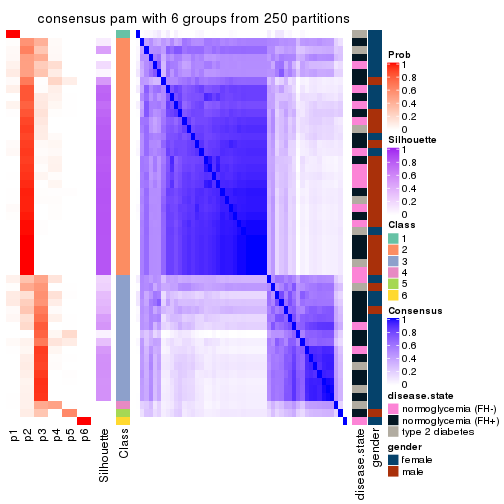 consensus pam with 6 groups from 250 partitions
Prob
1
0.8
0.6
0.4
0.2
0
Silhouette
1
0.8
0.6
0.4
0.2
0
Class
1
2
3
4
5
6
Consensus
1
0.8
0.6
0.4
0.2
0
disease.state
normoglycemia (FH-)
normoglycemia (FH+)
type 2 diabetes
gender
female
male
p1
p2
p3
p4
p5
p6
Silhouette
Class
disease.state
gender